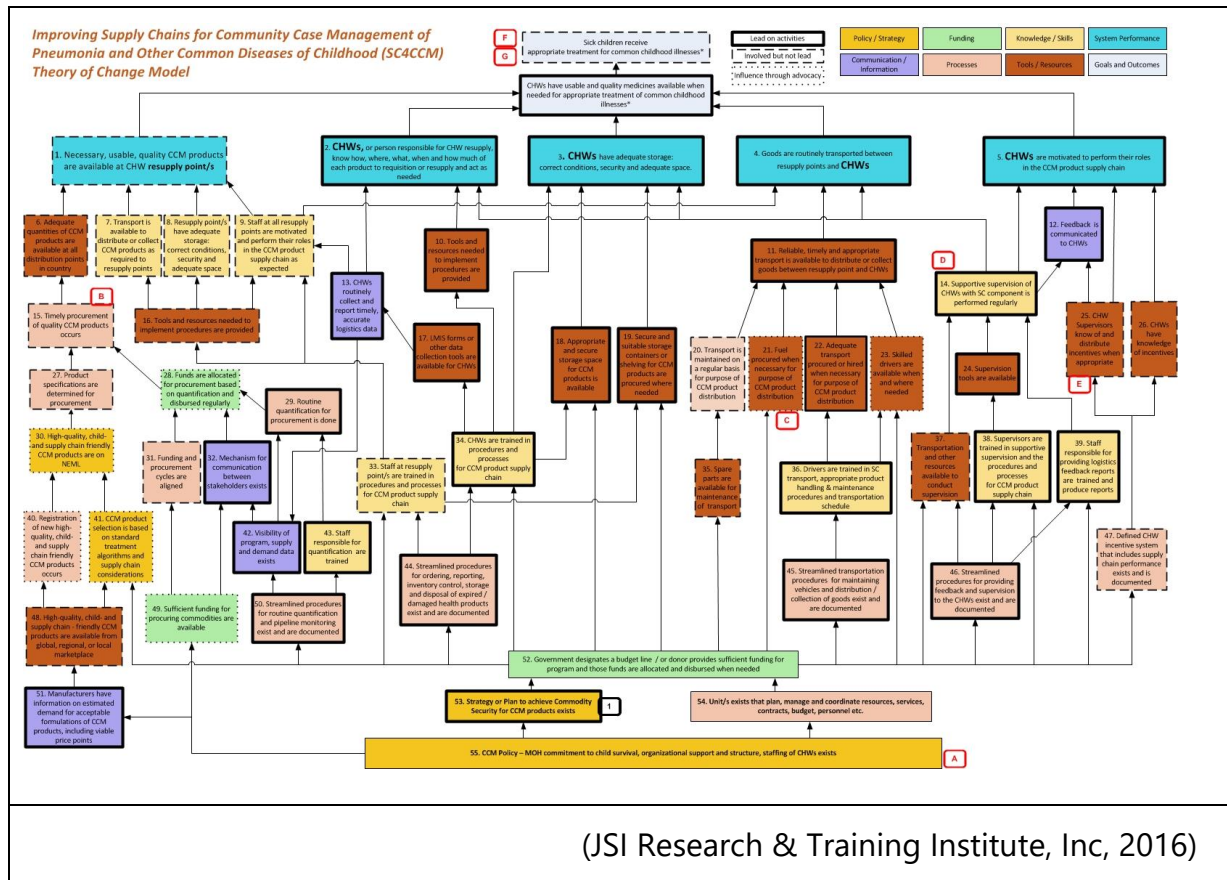 Improving Supply Chains for Community Case Management of
Pneumonia and Other Common Diseases of Childhood (SC4CCM)
Theory of Change Model
F
G
Sick children receive
appropriate treatment for common childhood illnesses*
Lead on activities
Involved but not lead
Influence through advocacy
Policy / Strategy
Funding
Knowledge / Skills
System Performance
Communication /
Information
Processes
Tools / Resources
Goals and Outcomes
CHWs have usable and quality medicines available when
needed for appropriate treatment of common childhood
illnesses*
1. Necessary, usable, quality CCM products
are available at CHW resupply point/s
2. CHWs, or person responsible for CHW resupply,
know how, where, what, when and how much of
each product to requisition or resupply and act as
needed
3. CHWs have adequate storage:
correct conditions, security and adequate space.
4. Goods are routinely transported between
resupply points and CHWs
5. CHWs are motivated to perform their roles
in the CCM product supply chain
6. Adequate
quantities of CCM
products are
available at all
distribution points in
country
7. Transport is
available to
distribute or collect
CCM products as
required to
resupply points
8. Resupply point/s
have adequate
storage:
correct conditions,
security and
adequate space
9. Staff at all resupply
points are motivated
and perform their roles
in the CCM product
supply chain as
expected
10. Tools and
resources needed
to implement
procedures are
provided
11. Reliable, timely and appropriate
transport is available to distribute or collect
goods between resupply point and CHWs
12. Feedback is
communicated
to CHWs
13. CHWs
routinely collect
and report timely,
accurate
logistics data
D
14. Supportive supervision of
CHWs with SC component is
performed regularly
B
15. Timely procurement
of quality CCM products
occurs
16. Tools and resources needed to
implement procedures are provided
17. LMIS forms or
other data
collection tools are
available for CHWs
18. Appropriate
and secure
storage space for
CCM products is
available
19. Secure and
suitable storage
containers or
shelving for CCM
products are
procured where
needed
20. Transport is
maintained on
a regular basis
for purpose of
CCM product
distribution
21. Fuel
procured when
necessary for
purpose of
CCM product
distribution
C
22. Adequate
transport
procured or hired
when necessary
for purpose of
CCM product
distribution
23. Skilled
drivers are
available when
and where
needed
24. Supervision
tools are available
25. CHW
Supervisors
know of and
distribute
incentives when
appropriate
E
26. CHWs
have
knowledge of
incentives
27. Product
specifications are
determined for
procurement
28. Funds are allocated
for procurement based
on quantification and
disbursed regularly
29. Routine
quantification for
procurement is done
30. High-quality, child-
and supply chain friendly
CCM products are on
NEML
31. Funding and
procurement
cycles are
aligned
32. Mechanism for
communication
between
stakeholders exists
33. Staff at resupply
point/s are trained in
procedures and processes
for CCM product supply
chain
34. CHWs are trained in
procedures and
processes
for CCM product supply
chain
35. Spare
parts are
available for
maintenance
of transport
36. Drivers are trained in SC
transport, appropriate product
handling & maintenance
procedures and transportation
schedule
37.
Transportation
and other
resources
available to
conduct
supervision
38. Supervisors are
trained in supportive
supervision and the
procedures and
processes
for CCM product
supply chain
39. Staff
responsible for
providing logistics
feedback reports
are trained and
produce reports
40. Registration
of new high-
quality, child-
and supply chain
friendly
CCM products
occurs
41. CCM product
selection is based
on standard
treatment
algorithms and
supply chain
considerations
42. Visibility of
program, supply
and demand data
exists
43. Staff
responsible for
quantification are
trained
44. Streamlined procedures
for ordering, reporting,
inventory control, storage
and disposal of expired /
damaged health products
exist and are documented
45. Streamlined transportation
procedures for maintaining
vehicles and distribution /
collection of goods exist and
are documented
46. Streamlined
procedures for providing
feedback and supervision
to the CHWs exist and are
documented
47. Defined CHW
incentive system
that includes
supply chain
performance
exists and is
documented
48. High-quality, child- and
supply chain - friendly CCM
products are available from
global, regional, or local
marketplace
49. Sufficient funding for
procuring commodities are
available
50. Streamlined procedures
for routine quantification
and pipeline monitoring
exist and are documented
51. Manufacturers have
information on estimated
demand for acceptable
formulations of CCM
products, including viable
price points
52. Government designates a budget line / or donor provides sufficient funding for
program and those funds are allocated and disbursed when needed
53. Strategy or Plan to achieve Commodity
Security for CCM products exists
1
54. Unit/s exists that plan, manage and coordinate resources, services,
contracts, budget, personnel etc.
55. CCM Policy – MOH commitment to child survival, organizational support and structure, staffing of CHWs exists
A
(JSI Research & Training Institute, Inc, 2016)